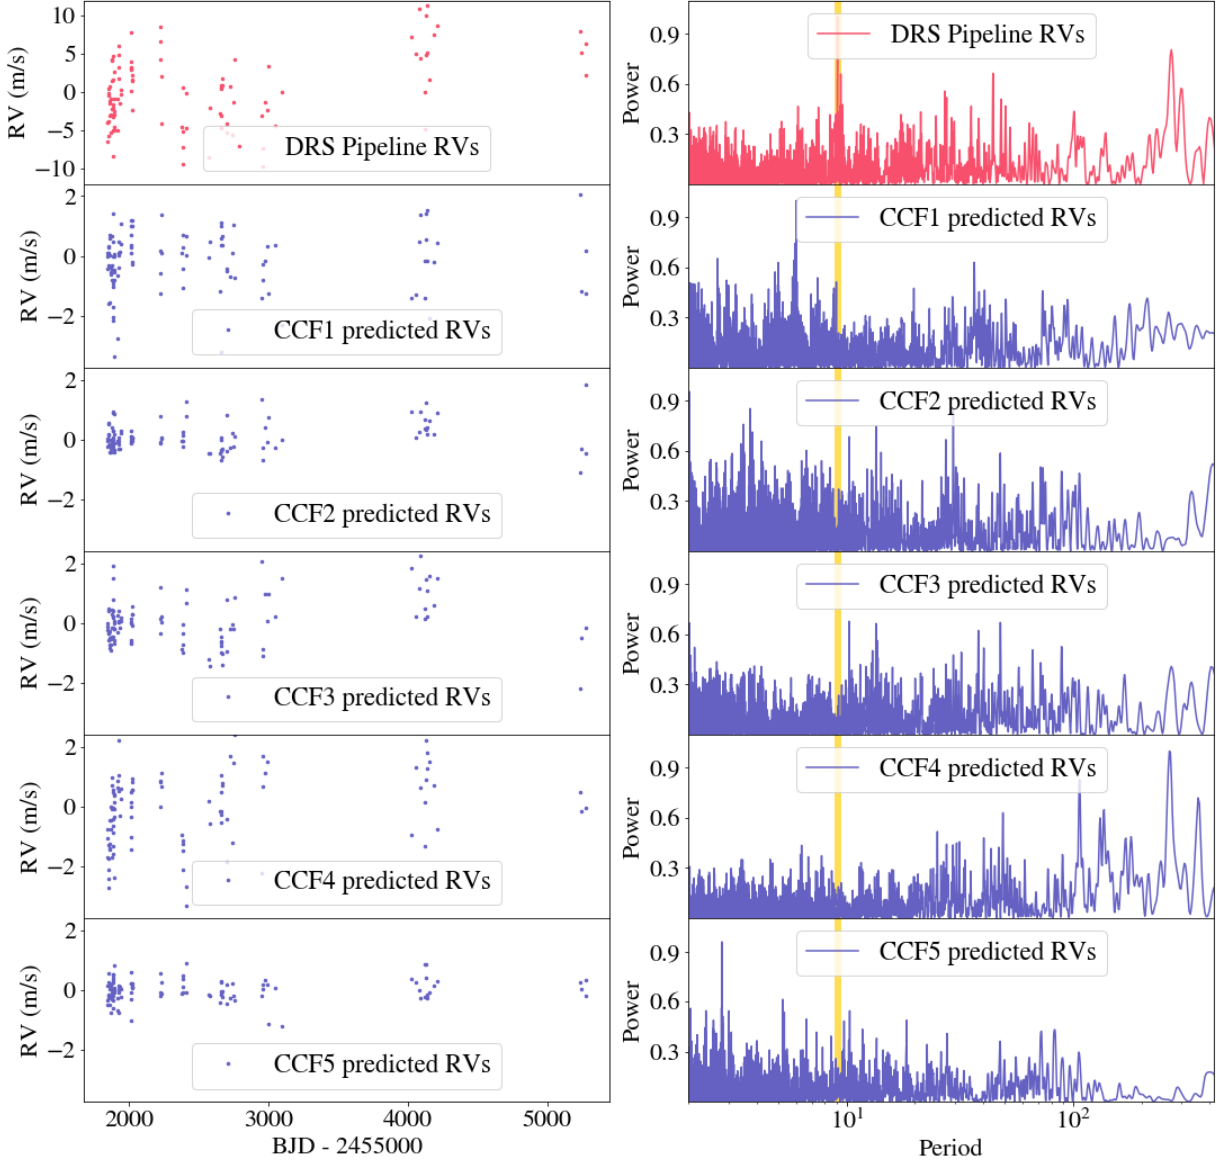 10
5
0
−5
−10
RV (m/s)
DRS Pipeline RVs
0.9
0.6
0.3
Power
DRS Pipeline RVs
2
0
−2
RV (m/s)
CCF1 predicted RVs
0.9
0.6
0.3
Power
CCF1 predicted RVs
2
0
−2
RV (m/s)
CCF2 predicted RVs
0.9
0.6
0.3
Power
CCF2 predicted RVs
2
0
−2
RV (m/s)
CCF3 predicted RVs
0.9
0.6
0.3
Power
CCF3 predicted RVs
2
0
−2
RV (m/s)
CCF4 predicted RVs
0.9
0.6
0.3
Power
CCF4 predicted RVs
2
0
−2
RV (m/s)
CCF5 predicted RVs
0.9
0.6
0.3
Power
CCF5 predicted RVs
2000 3000 4000 5000
BJD - 2455000
10¹ 10²
Period